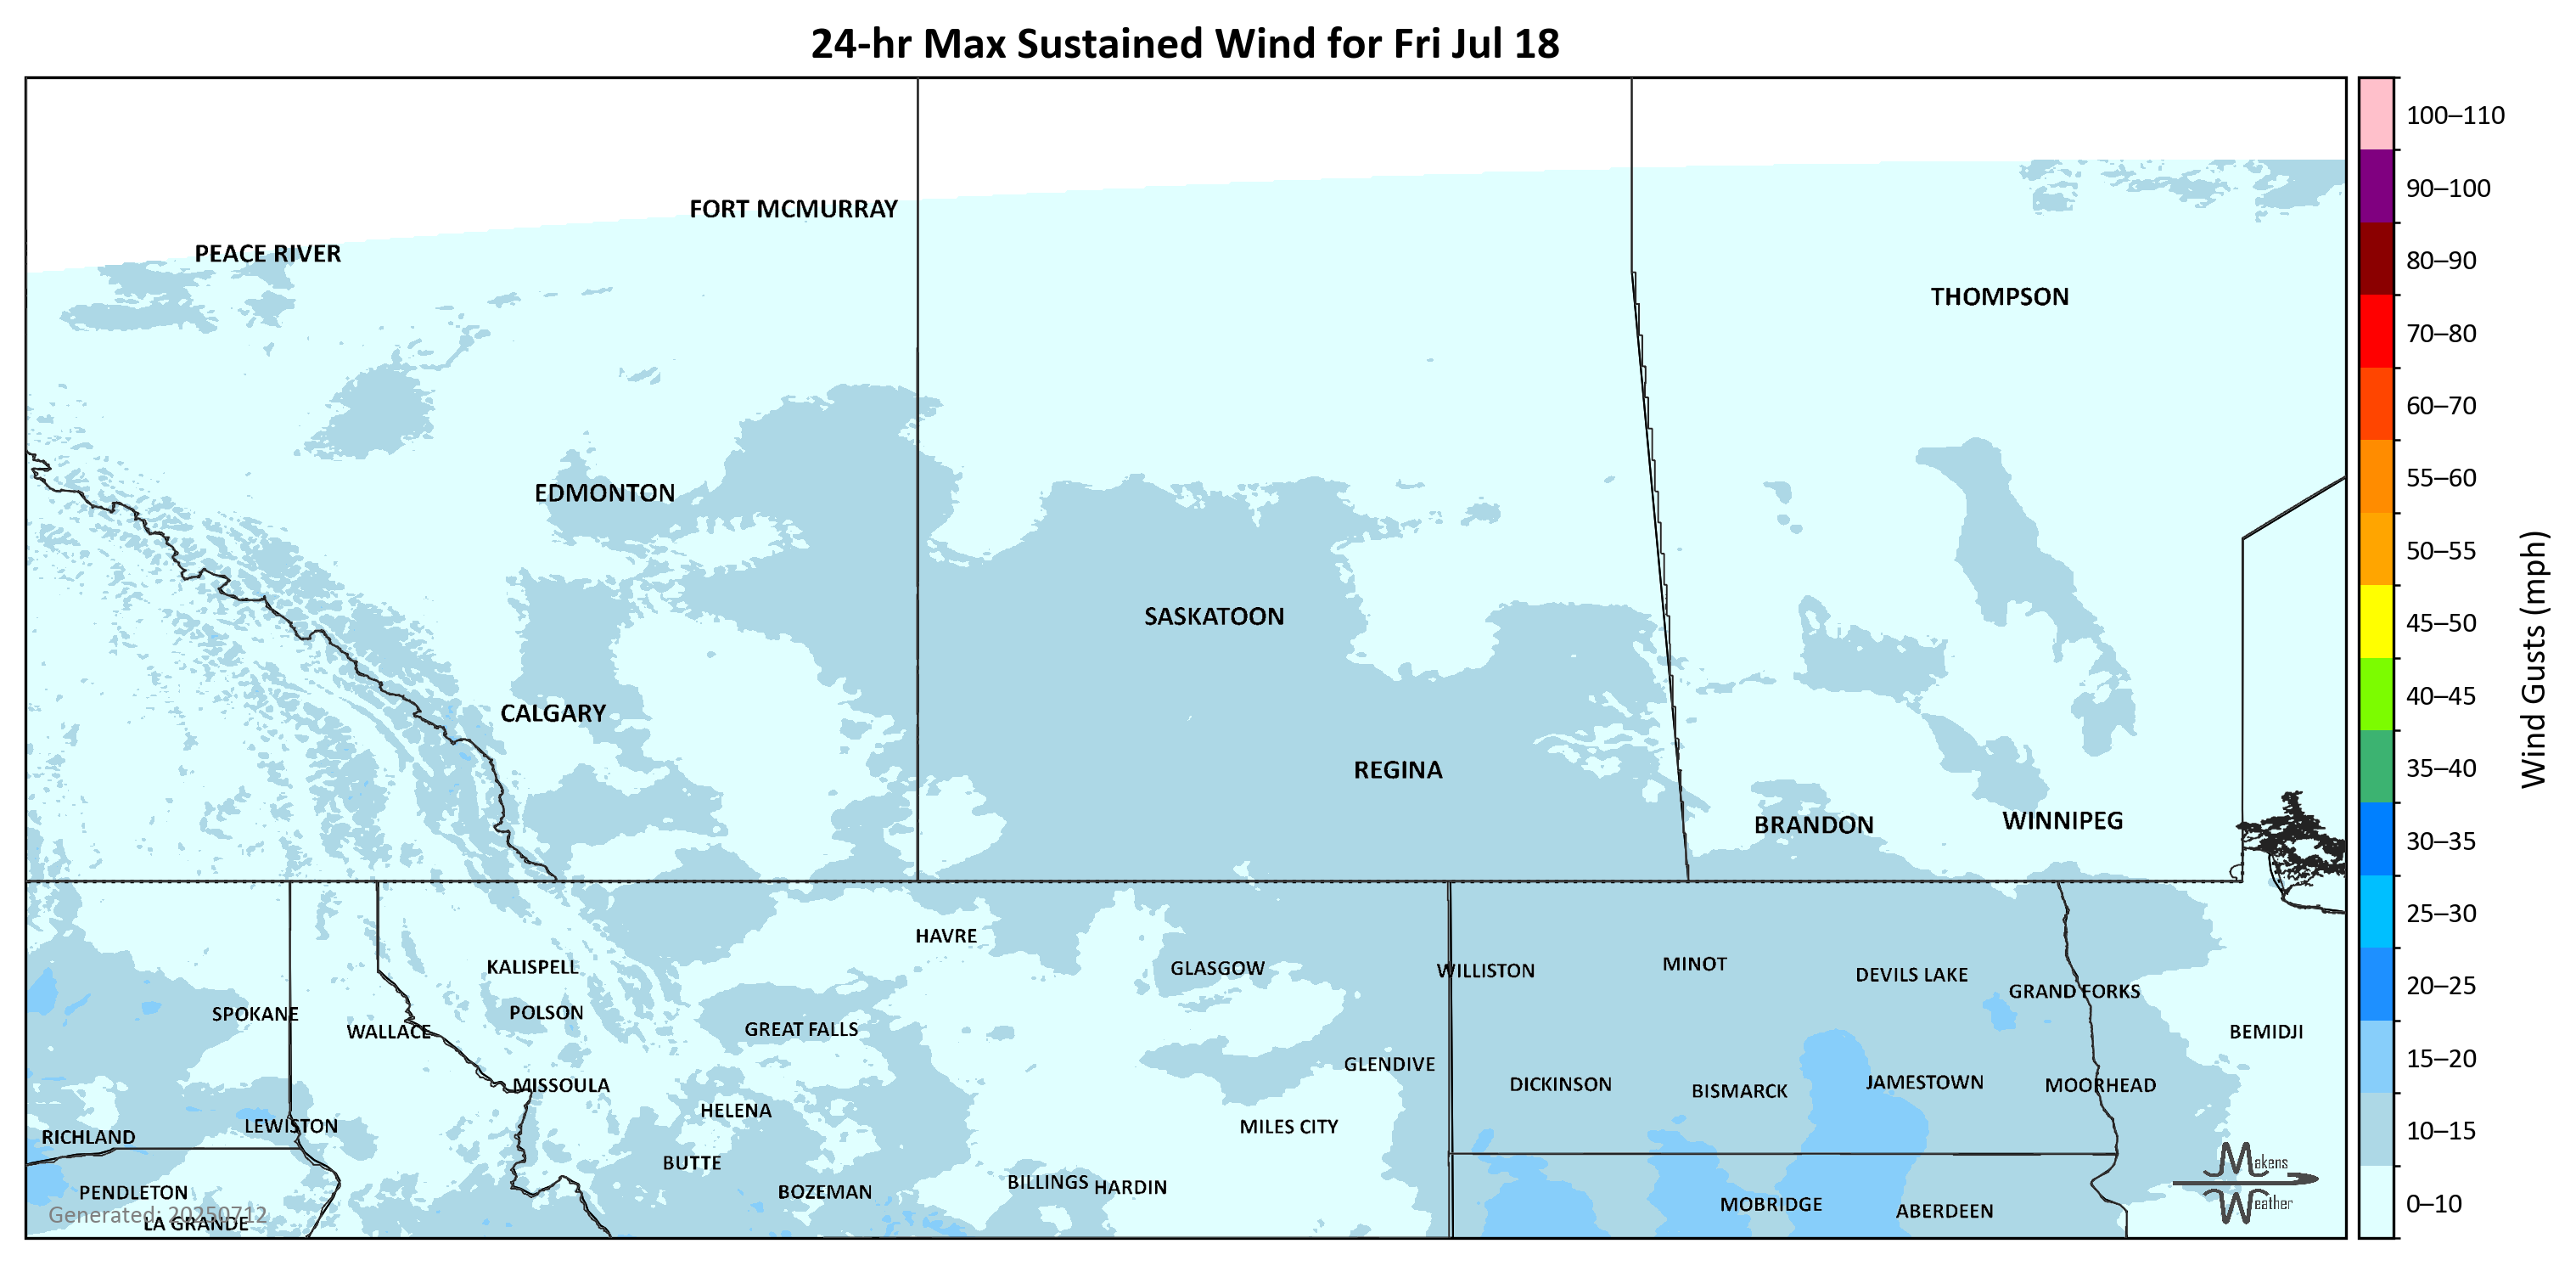 24-hr Max Sustained Wind for Fri Jul 18
100–110
90–100
80–90
70–80
60–70
55–60
50–55
45–50
40–45
35–40
30–35
25–30
20–25
15–20
10–15
0–10
Wind Gusts (mph)
FORT MCMURRAY
PEACE RIVER
THOMPSON
EDMONTON
SASKATOON
CALGARY
REGINA
BRANDON
WINNIPEG
HAVRE
KALISPELL
GLASGOW
WILLISTON
MINOT
DEVILS LAKE
GRAND FORKS
SPOKANE
POLSON
WALLACE
GREAT FALLS
BEMIDJI
GLENDIVE
MISSOULA
DICKINSON
BISMARCK
JAMESTOWN
MOORHEAD
HELENA
LEWISTON
MILES CITY
RICHLAND
BUTTE
PENDLETON
BOZEMAN
BILLINGS
HARDIN
MOBRIDGE
ABERDEEN
Generated: 20250712
LA GRANDE
Makens
Weather